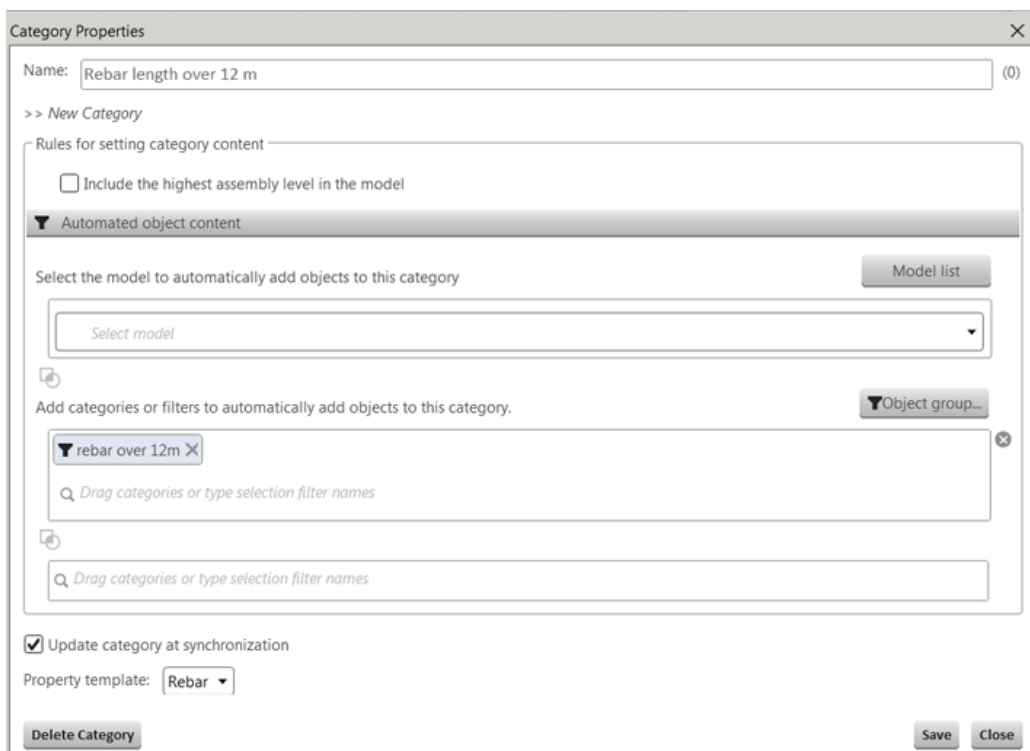 Category Properties
Name: Rebar length over 12 m (0)
>> New Category
Rules for setting category content
Include the highest assembly level in the model
Automated object content
Select the model to automatically add objects to this category
Model list
Select model
Add categories or filters to automatically add objects to this category.
Object group...
rebar over 12m
Drag categories or type selection filter names
Drag categories or type selection filter names
Update category at synchronization
Property template: Rebar
Delete Category Save Close